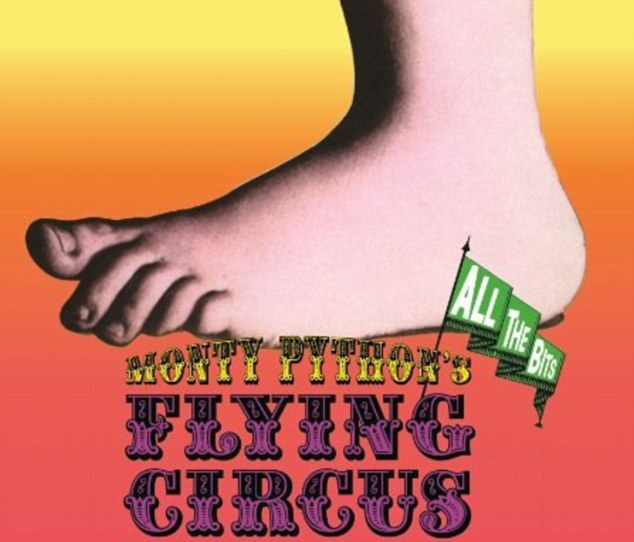 ALL THE BITS
MONTY PYTHON's
FLYING
CIRCUS